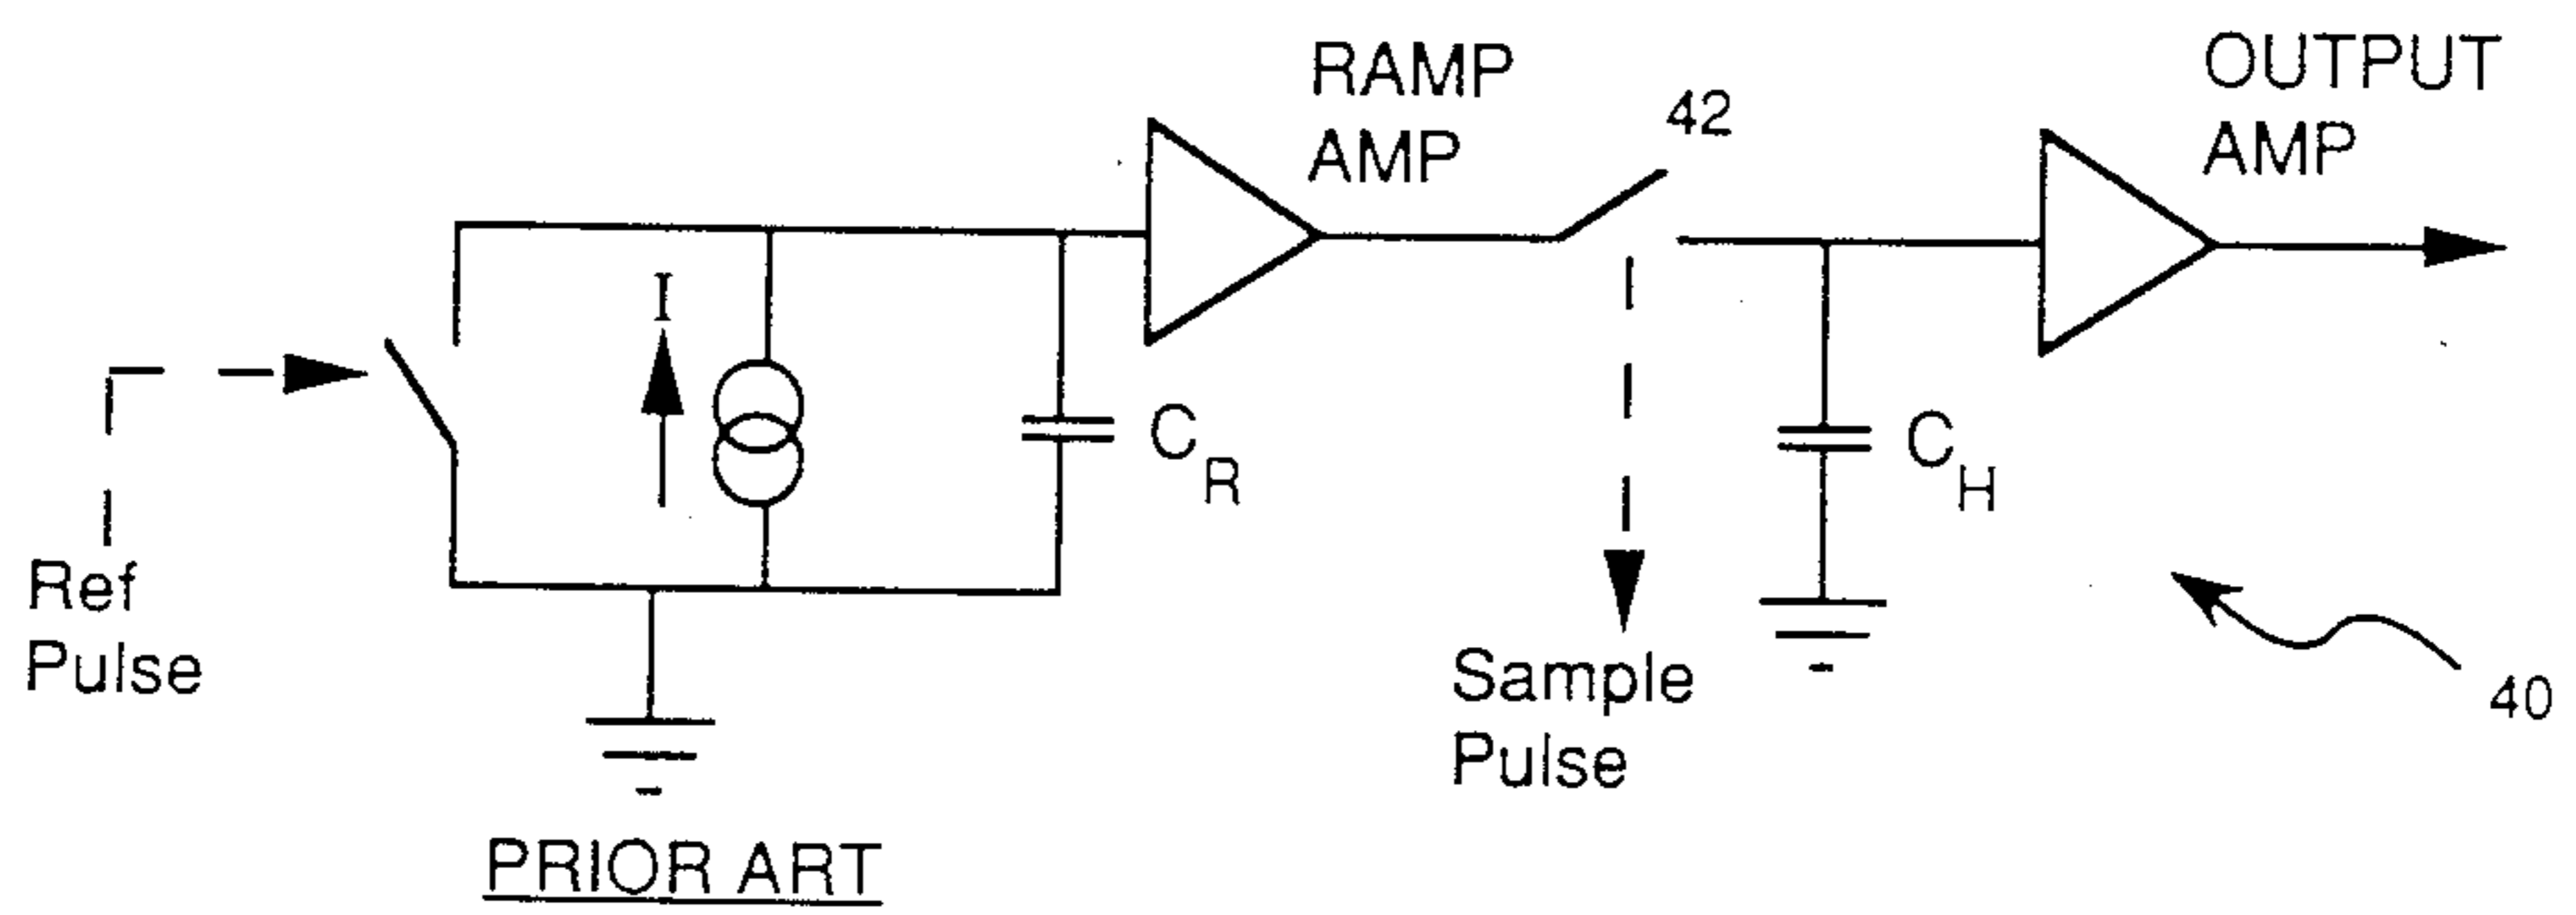 RAMP
AMP
42
OUTPUT
AMP
I
C R
C H
Ref
Pulse
Sample
Pulse
40
PRIOR ART